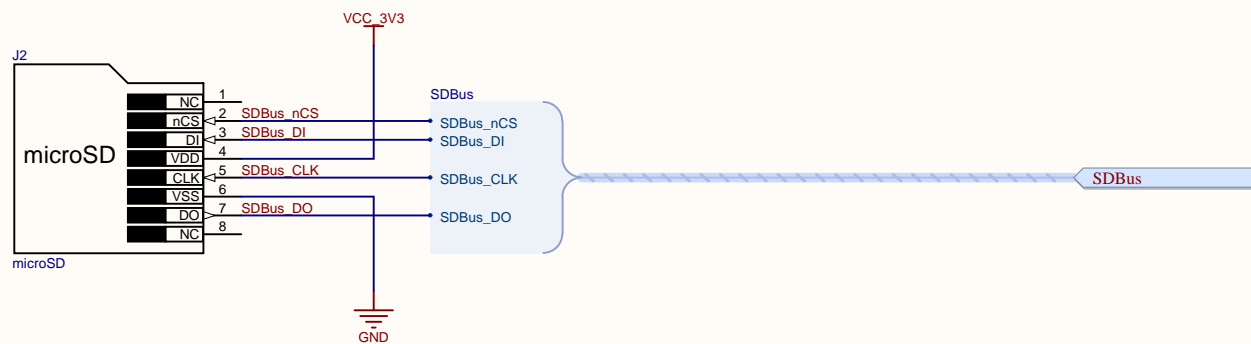 VCC_3V3
J2
microSD
NC 1
nCS 2 SDBus_nCS
DI 3 SDBus_DI
VDD 4
CLK 5 SDBus_CLK
VSS 6
DO 7 SDBus_DO
NC 8
microSD
SDBus
SDBus_nCS
SDBus_DI
SDBus_CLK
SDBus_DO
SDBus
GND